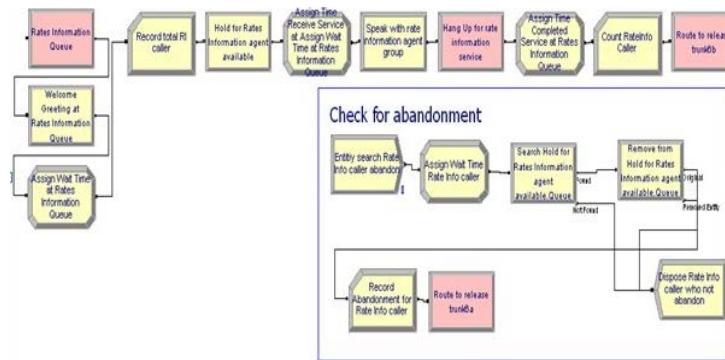 Rates Information
Queue
Welcome
Greeting at
Rates Information
Queue
Assign Wait Time
at Rates
Information
Queue
Record total RI
caller
Hold for Rates
Information agent
available
Assign Time
Receive Service
at Assign Wait
Time at Rates
Information
Queue
Speak with rate
information agent
group
Hang Up for rate
information
service
Assign Time
Completed
Service at Rates
Information
Queue
Count RateInfo
Caller
Route to release
trunk5b
Check for abandonment
Entitiy search Rate
Info caller abandon
Assign Wait Time
Rate Info caller
Search Hold for
Rates Information
agent
available Queue
Found
Not Found
Remove from
Hold for Rates
Information agent
available Queue
Original
Removed Entity
Record
Abandonment for
Rate Info caller
Route to release
trunk5a
Dispose Rate Info
caller who not
abandon